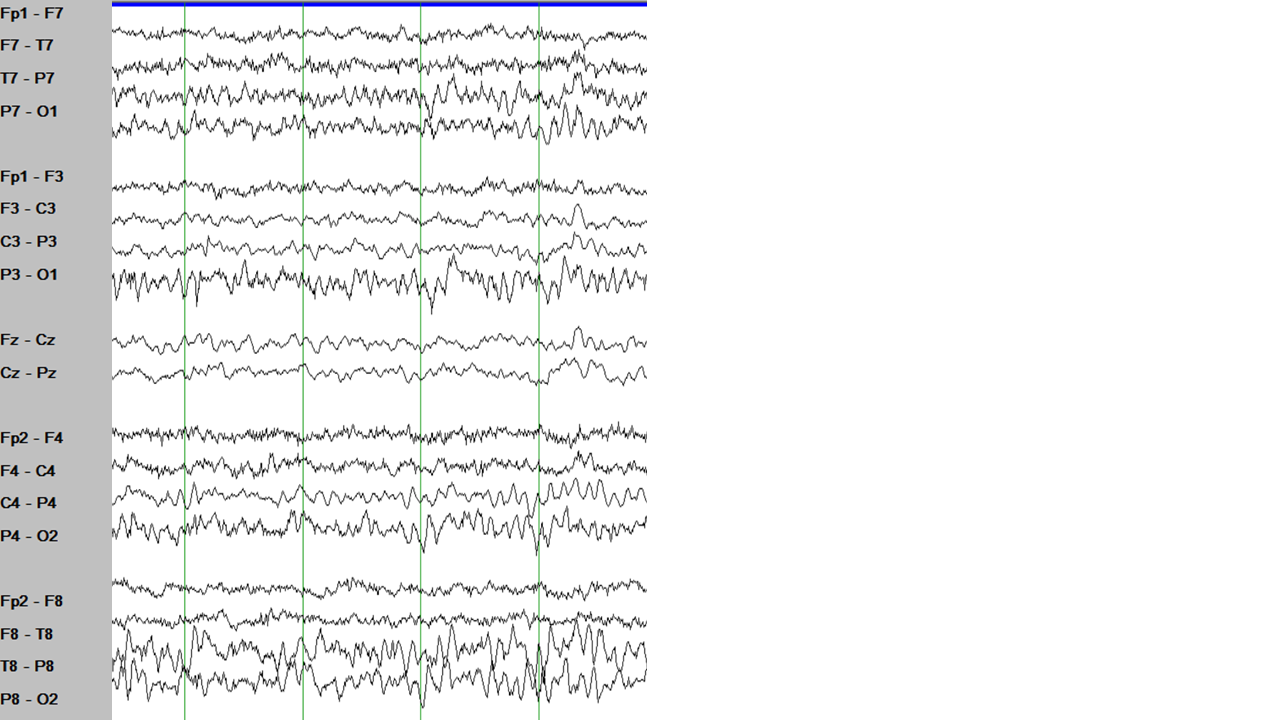 Fp1 - F7
F7 - T7
T7 - P7
P7 - O1
Fp1 - F3
F3 - C3
C3 - P3
P3 - O1
Fz - Cz
Cz - Pz
Fp2 - F4
F4 - C4
C4 - P4
P4 - O2
Fp2 - F8
F8 - T8
T8 - P8
P8 - O2